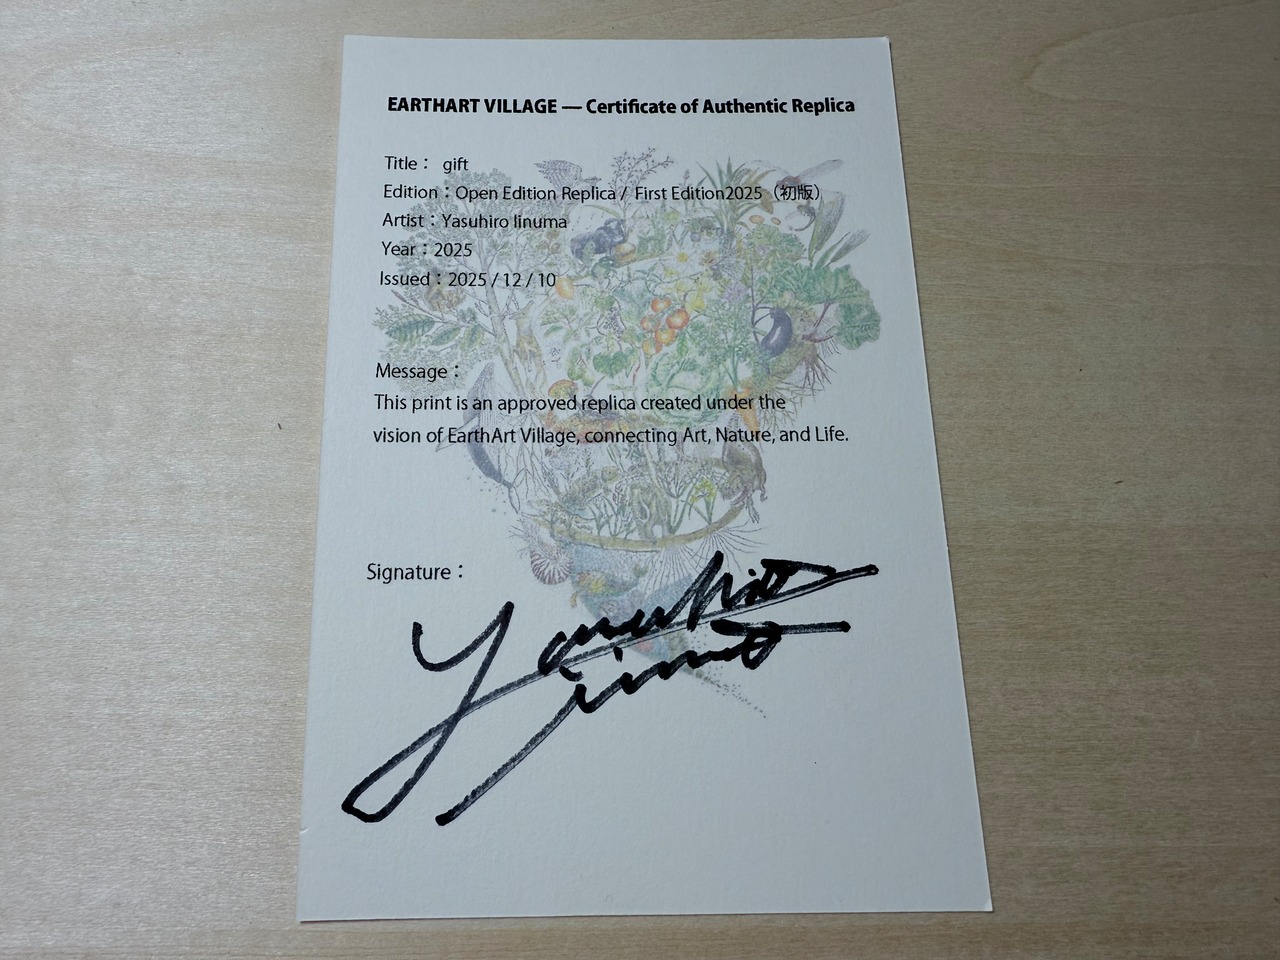 EARTHART VILLAGE — Certificate of Authentic Replica
Title： gift
Edition：Open Edition Replica / First Edition2025（初版）
Artist：Yasuhiro Iinuma
Year：2025
Issued：2025 / 12 / 10
Message：
This print is an approved replica created under the
vision of EarthArt Village, connecting Art, Nature, and Life.
Signature：